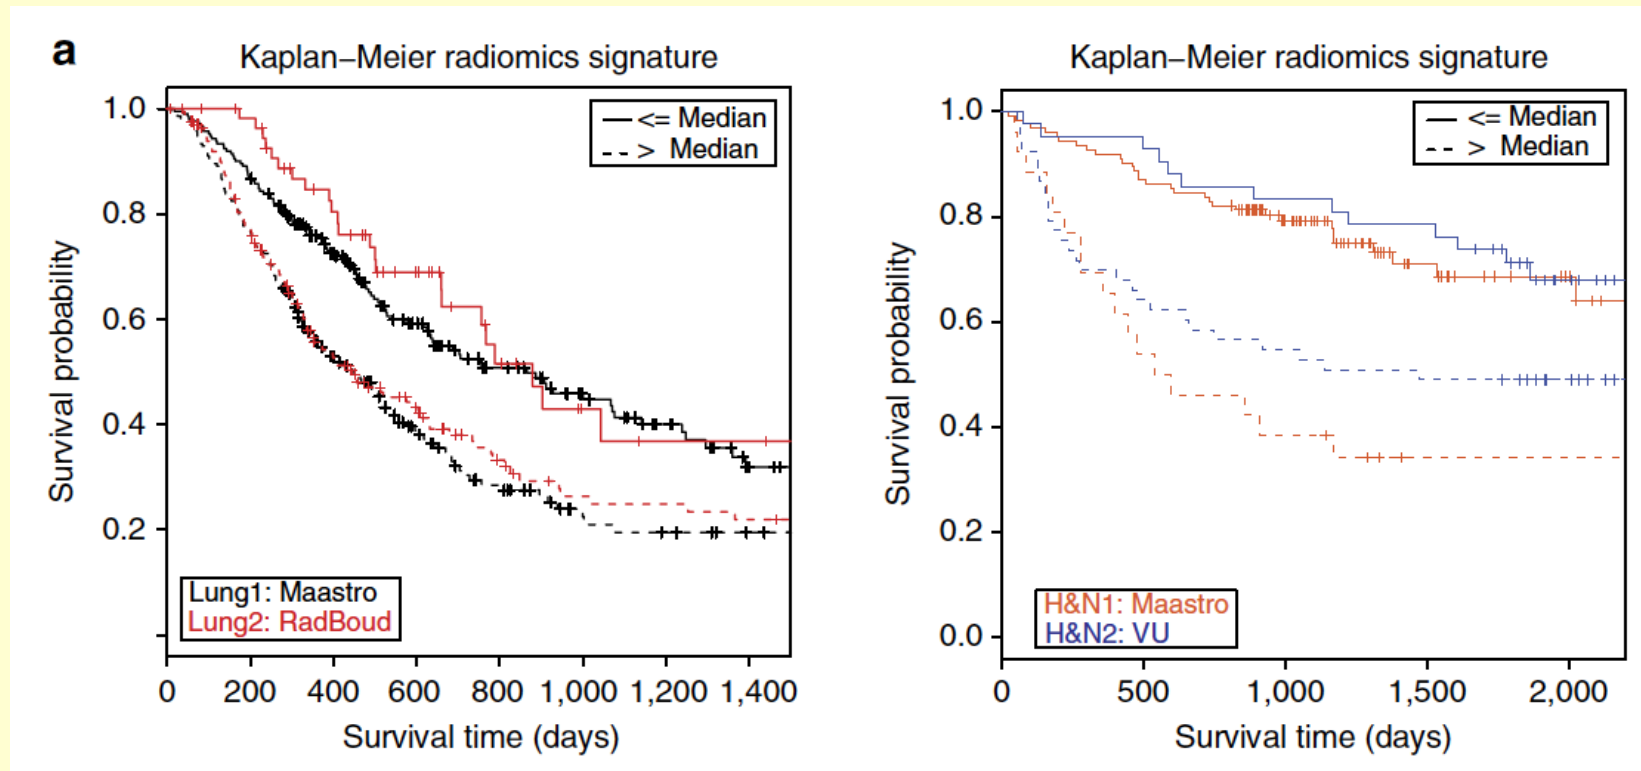 a
Kaplan–Meier radiomics signature
1.0
0.8
0.6
0.4
0.2
<= Median
> Median
Lung1: Maastro
Lung2: RadBoud
0 200 400 600 800 1,000 1,200 1,400
Survival time (days)
Survival probability
Kaplan–Meier radiomics signature
1.0
0.8
0.6
0.4
0.2
0.0
<= Median
> Median
H&N1: Maastro
H&N2: VU
0 500 1,000 1,500 2,000
Survival time (days)
Survival probability